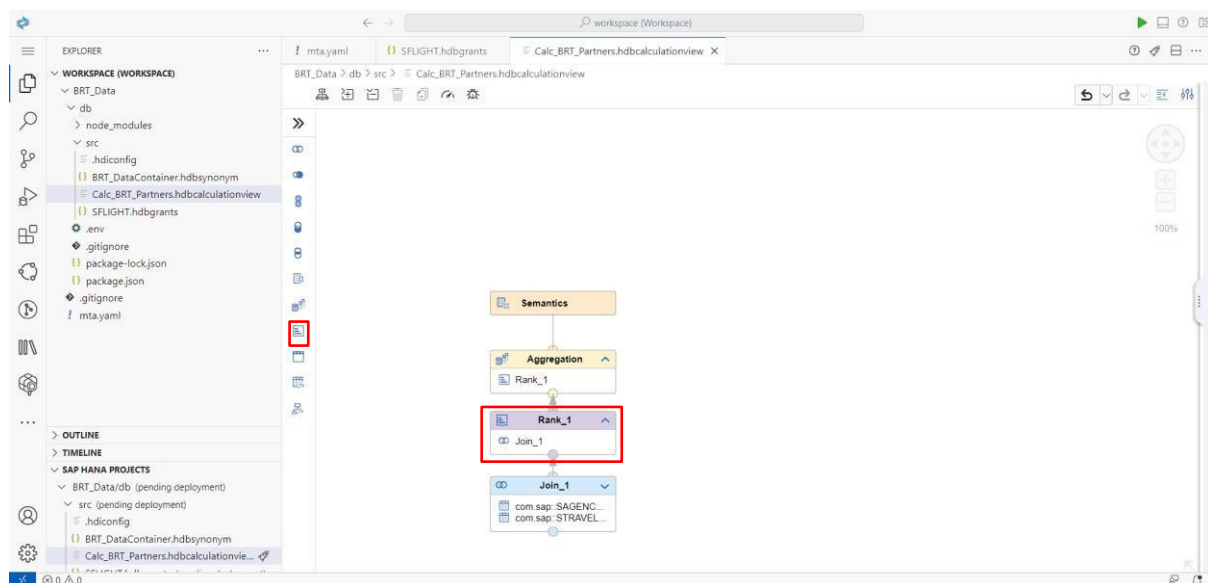 workspace (Workspace)
EXPLORER
WORKSPACE (WORKSPACE)
BRT_Data
db
node_modules
src
.hdiconfig
BRT_DataContainer.hdbsynonym
Calc_BRT_Partners.hdbcalculationview
SFLIGHT.hdbgrants
.env
.gitignore
package-lock.json
package.json
.gitignore
mta.yaml
OUTLINE
TIMELINE
SAP HANA PROJECTS
BRT_Data/db (pending deployment)
src (pending deployment)
.hdiconfig
BRT_DataContainer.hdbsynonym
Calc_BRT_Partners.hdbcalculationvie...
0 0
mta.yaml
SFLIGHT.hdbgrants
Calc_BRT_Partners.hdbcalculationview
BRT_Data > db > src > Calc_BRT_Partners.hdbcalculationview
100%
Semantics
Aggregation
Rank_1
Rank_1
Join_1
Join_1
com.sap::SAGENC...
com.sap::STRAVEL...